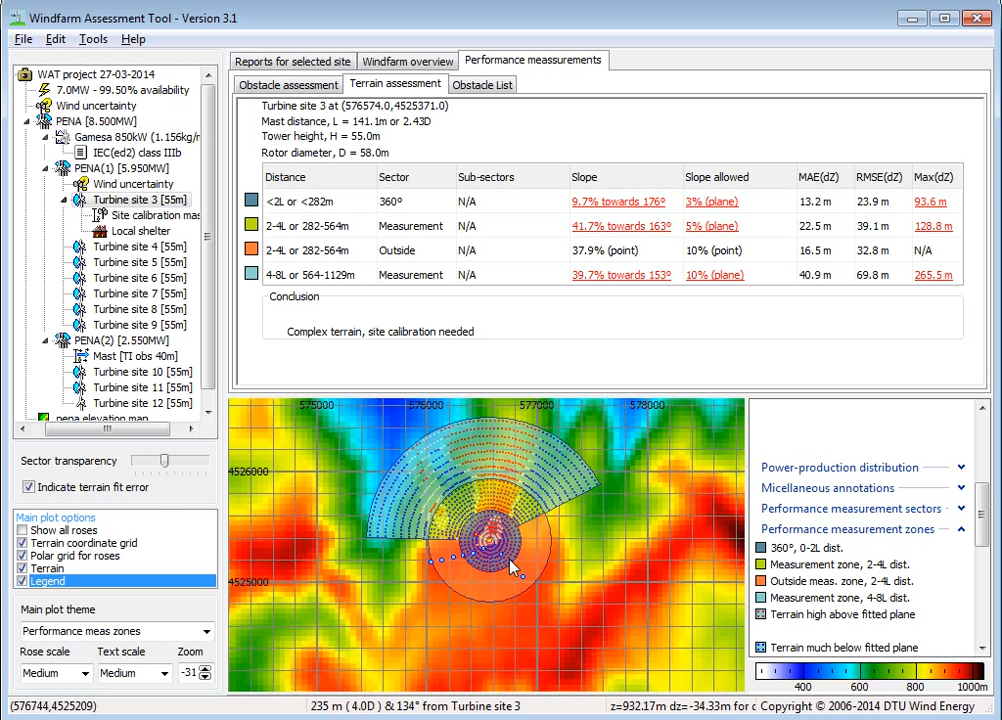 Windfarm Assessment Tool - Version 3.1
File Edit Tools Help
WAT project 27-03-2014
7.0MW - 99.50% availability
Wind uncertainty
PENA [8.500MW]
Gamesa 850kW (1.156kg/r
IEC(ed2) class IIIb
PENA(1) [5.950MW]
Wind uncertainty
Turbine site 3 [55m]
Site calibration mas
Local shelter
Turbine site 4 [55m]
Turbine site 5 [55m]
Turbine site 6 [55m]
Turbine site 7 [55m]
Turbine site 8 [55m]
Turbine site 9 [55m]
PENA(2) [2.550MW]
Mast [TI obs 40m]
Turbine site 10 [55m]
Turbine site 11 [55m]
Turbine site 12 [55m]
pena elevation map
Sector transparency
Indicate terrain fit error
Main plot options
Show all roses
Terrain coordinate grid
Polar grid for roses
Terrain
Legend
Main plot theme
Performance meas zones
Rose scale Text scale Zoom
Medium Medium -31
Reports for selected site Windfarm overview Performance measurements
Obstacle assessment Terrain assessment Obstacle List
Turbine site 3 at (576574.0,4525371.0)
Mast distance, L = 141.1m or 2.43D
Tower height, H = 55.0m
Rotor diameter, D = 58.0m
Distance Sector Sub-sectors Slope Slope allowed MAE(dZ) RMSE(dZ) Max(dZ)
<2L or <282m 360º N/A 9.7% towards 176º 3% (plane) 13.2 m 23.9 m 93.6 m
2-4L or 282-564m Measurement N/A 41.7% towards 163º 5% (plane) 22.5 m 39.1 m 128.8 m
2-4L or 282-564m Outside N/A 37.9% (point) 10% (point) 16.5 m 32.8 m N/A
4-8L or 564-1129m Measurement N/A 39.7% towards 153º 10% (plane) 40.9 m 69.8 m 265.5 m
Conclusion
Complex terrain, site calibration needed
575000 576000 577000 578000
4526000
4525000
Power-production distribution
Micellaneous annotations
Performance measurement sectors
Performance measurement zones
360º, 0-2L dist.
Measurement zone, 2-4L dist.
Outside meas. zone, 2-4L dist.
Measurement zone, 4-8L dist.
Terrain high above fitted plane
Terrain much below fitted plane
400 600 800 1000m
(576744,4525209) 235 m ( 4.0D ) & 134° from Turbine site 3 z=932.17m dz=-34.33m for c Copyright © 2006-2014 DTU Wind Energy